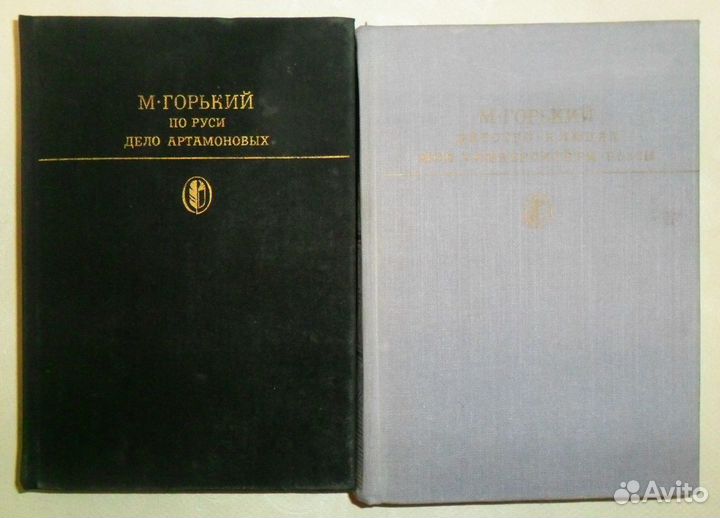 М·ГОРЬКИЙ
ПО РУСИ
ДЕЛО АРТАМОНОВЫХ
М·ГОРЬКИЙ
ДЕТСТВО·В ЛЮДЯХ
МОИ УНИВЕРСИТЕТЫ
Avito